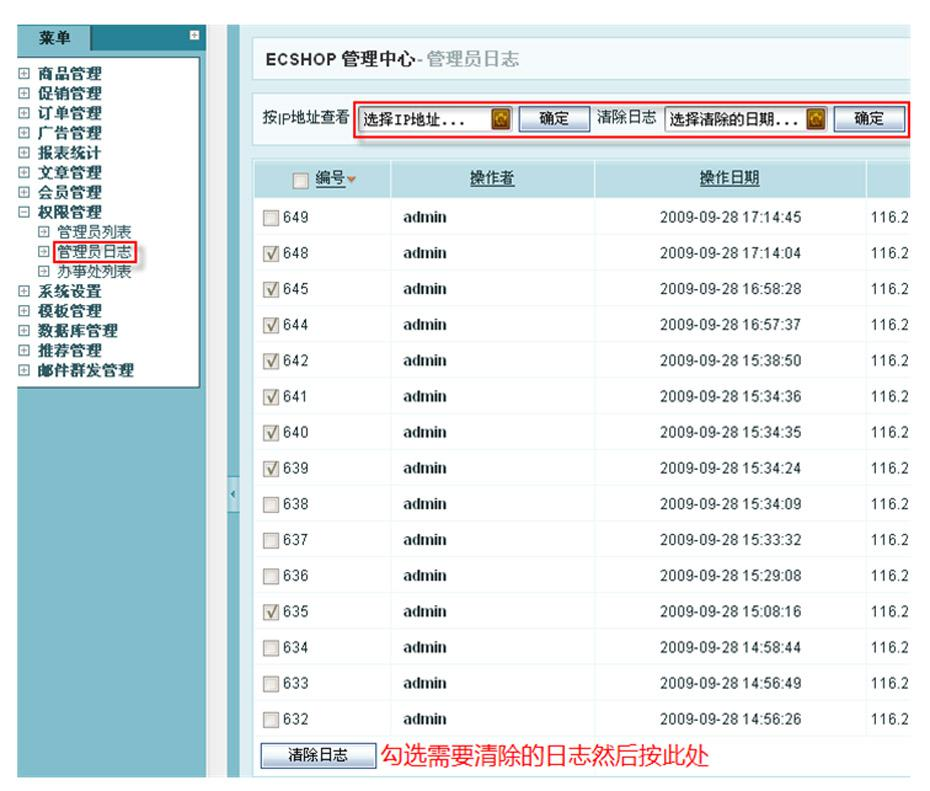 菜单
商品管理
促销管理
订单管理
广告管理
报表统计
文章管理
会员管理
权限管理
管理员列表
管理员日志
办事处列表
系统设置
模板管理
数据库管理
推荐管理
邮件群发管理
ECSHOP 管理中心 - 管理员日志
按IP地址查看 选择IP地址... 确定 清除日志 选择清除的日期... 确定
编号 操作者 操作日期
649 admin 2009-09-28 17:14:45 116.2
648 admin 2009-09-28 17:14:04 116.2
645 admin 2009-09-28 16:58:28 116.2
644 admin 2009-09-28 16:57:37 116.2
642 admin 2009-09-28 15:38:50 116.2
641 admin 2009-09-28 15:34:36 116.2
640 admin 2009-09-28 15:34:35 116.2
639 admin 2009-09-28 15:34:24 116.2
638 admin 2009-09-28 15:34:09 116.2
637 admin 2009-09-28 15:33:32 116.2
636 admin 2009-09-28 15:29:08 116.2
635 admin 2009-09-28 15:08:16 116.2
634 admin 2009-09-28 14:58:44 116.2
633 admin 2009-09-28 14:56:49 116.2
632 admin 2009-09-28 14:56:26 116.2
清除日志 勾选需要清除的日志然后按此处